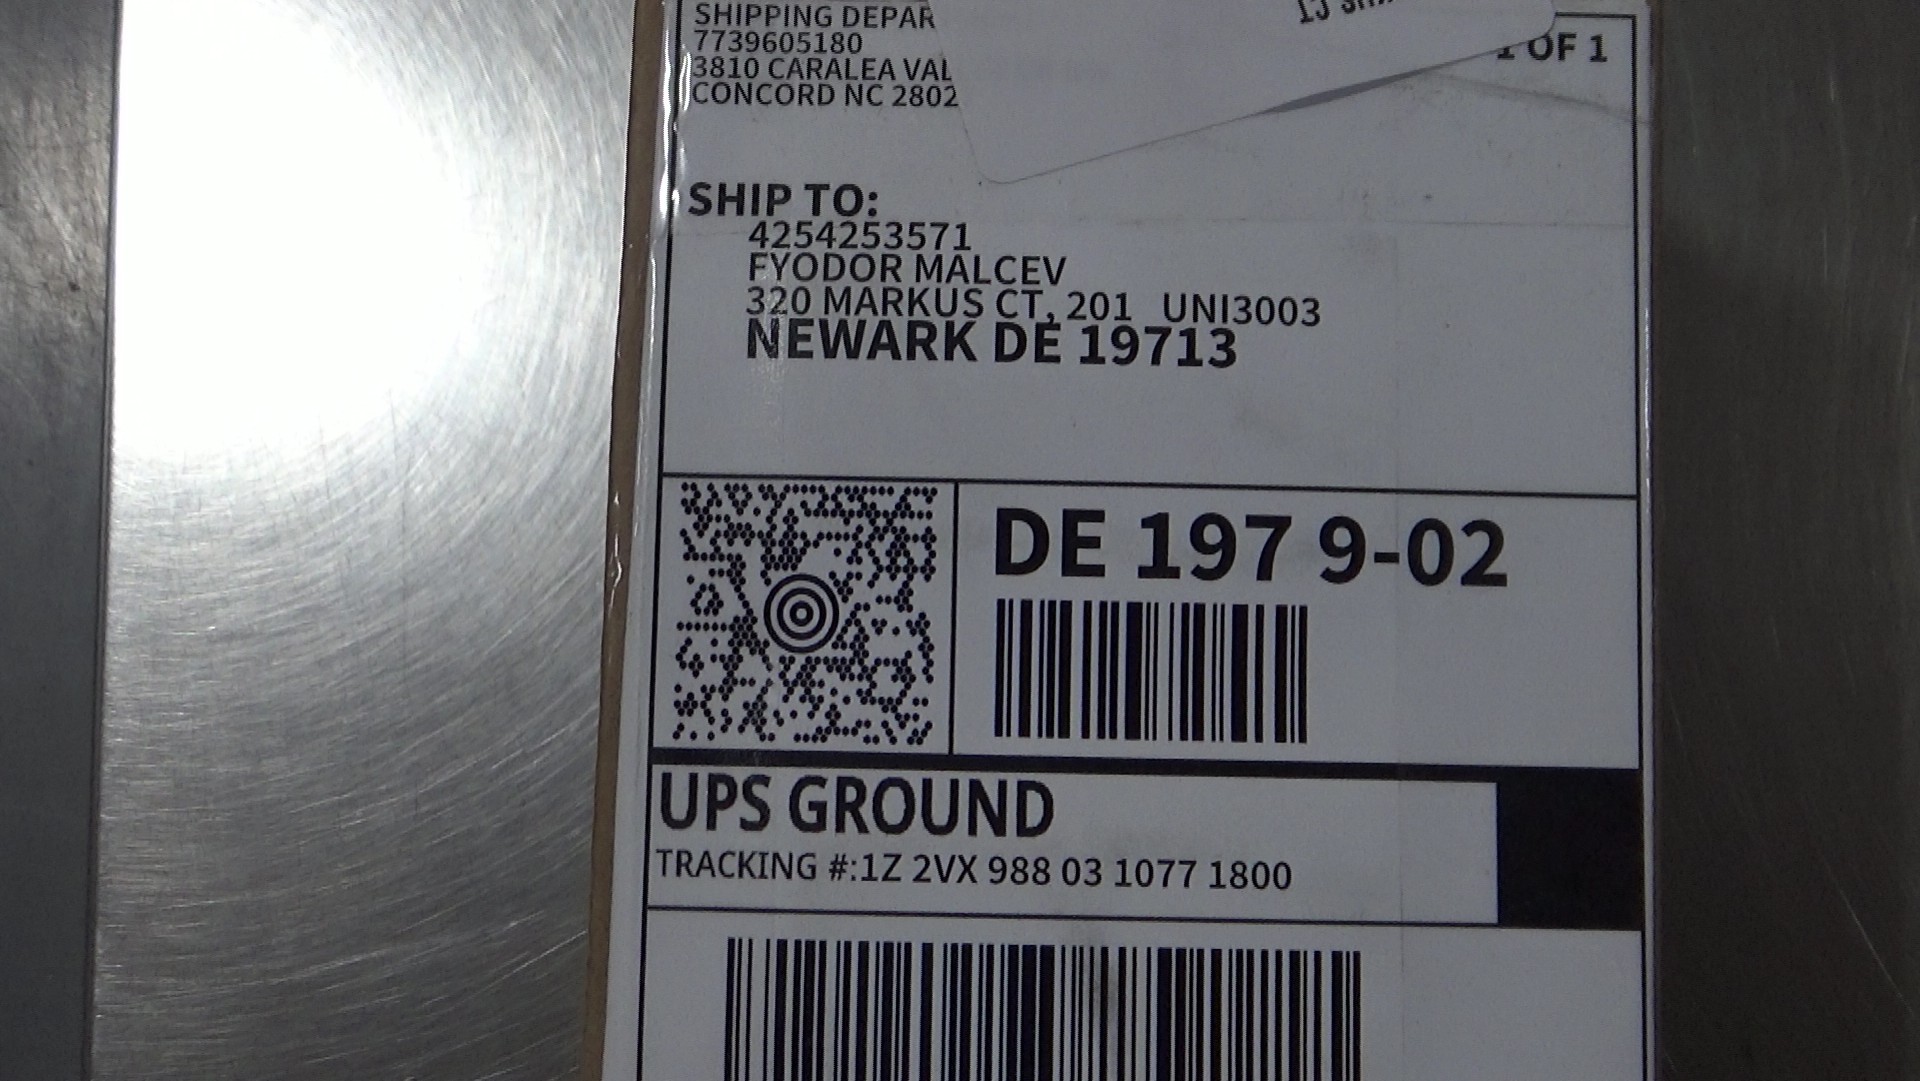 SHIPPING DEPAR
7739605180
3810 CARALEA VAL
CONCORD NC 2802
1 OF 1
SHIP TO:
4254253571
FYODOR MALCEV
320 MARKUS CT, 201 UNI3003
NEWARK DE 19713
DE 197 9-02
UPS GROUND
TRACKING #:1Z 2VX 988 03 1077 1800